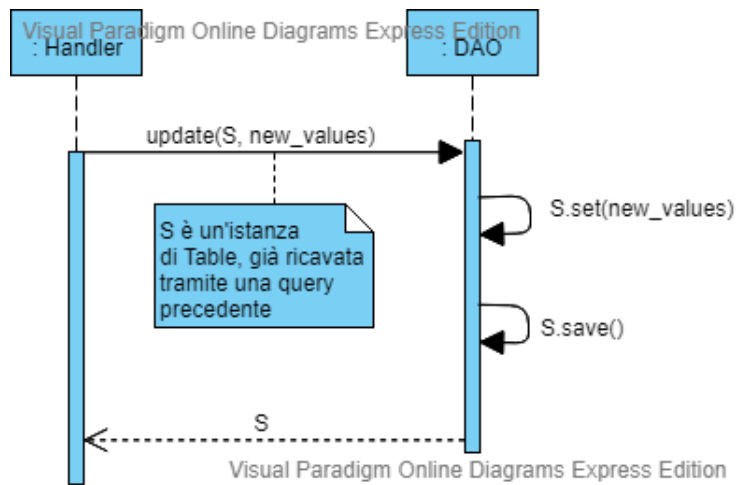 Visual Paradigm Online Diagrams Express Edition
: Handler
: DAO
update(S, new_values)
S.set(new_values)
S è un'istanza
di Table, già ricavata
tramite una query
precedente
S.save()
S
Visual Paradigm Online Diagrams Express Edition